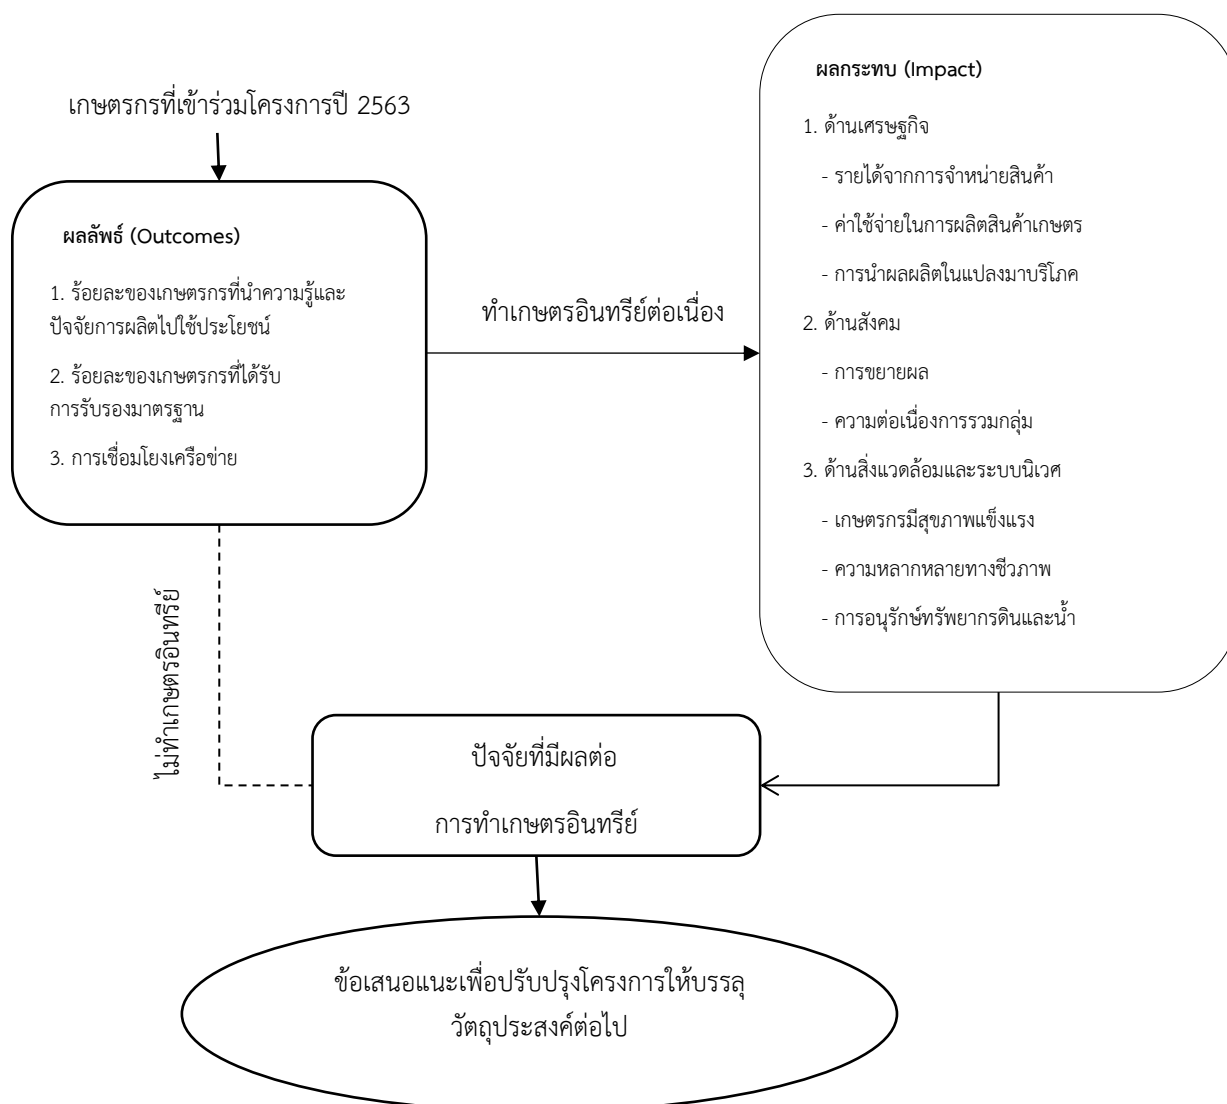 เกษตรกรที่เข้าร่วมโครงการปี 2563
ผลลัพธ์ (Outcomes)
1. ร้อยละของเกษตรกรที่นำความรู้และ
ปัจจัยการผลิตไปใช้ประโยชน์
2. ร้อยละของเกษตรกรที่ได้รับ
การรับรองมาตรฐาน
3. การเชื่อมโยงเครือข่าย
ทำเกษตรอินทรีย์ต่อเนื่อง
ผลกระทบ (Impact)
1. ด้านเศรษฐกิจ
- รายได้จากการจำหน่ายสินค้า
- ค่าใช้จ่ายในการผลิตสินค้าเกษตร
- การนำผลผลิตในแปลงมาบริโภค
2. ด้านสังคม
- การขยายผล
- ความต่อเนื่องการรวมกลุ่ม
3. ด้านสิ่งแวดล้อมและระบบนิเวศ
- เกษตรกรมีสุขภาพแข็งแรง
- ความหลากหลายทางชีวภาพ
- การอนุรักษ์ทรัพยากรดินและน้ำ
ไม่ทำเกษตรอินทรีย์
ปัจจัยที่มีผลต่อ
การทำเกษตรอินทรีย์
ข้อเสนอแนะเพื่อปรับปรุงโครงการให้บรรลุ
วัตถุประสงค์ต่อไป